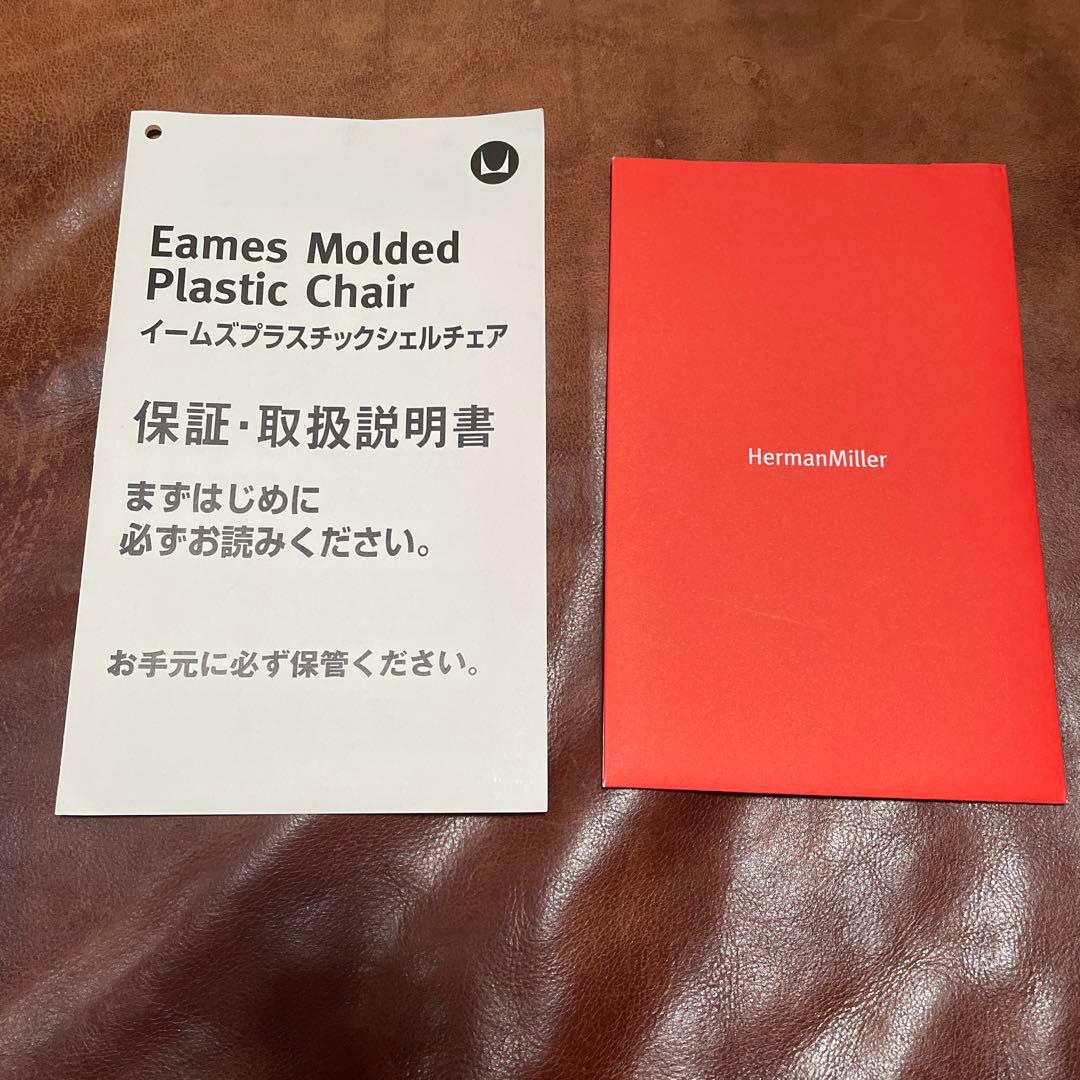 Eames Molded
Plastic Chair
イームズプラスチックシェルチェア
保証・取扱説明書
まずはじめに
必ずお読みください。
お手元に必ず保管ください。
HermanMiller